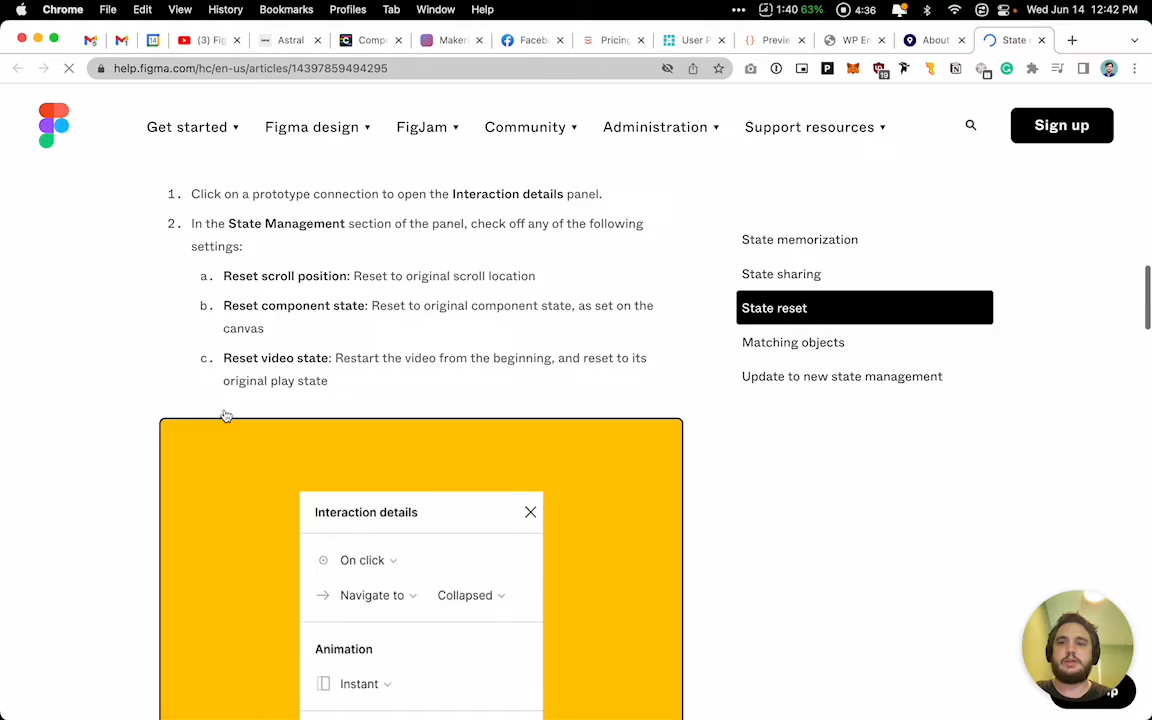 Chrome File Edit View History Bookmarks Profiles Tab Window Help ••• 1:40 63% 4:36 Wed Jun 14 12:42 PM
(3) Fig Astral Comp Maker Faceb Pricing User P Previe WP En About State
help.figma.com/hc/en-us/articles/14397859494295
Get started Figma design FigJam Community Administration Support resources Sign up
1. Click on a prototype connection to open the Interaction details panel.
2. In the State Management section of the panel, check off any of the following
settings:
a. Reset scroll position: Reset to original scroll location
b. Reset component state: Reset to original component state, as set on the
canvas
c. Reset video state: Restart the video from the beginning, and reset to its
original play state
State memorization
State sharing
State reset
Matching objects
Update to new state management
Interaction details
On click
Navigate to Collapsed
Animation
Instant